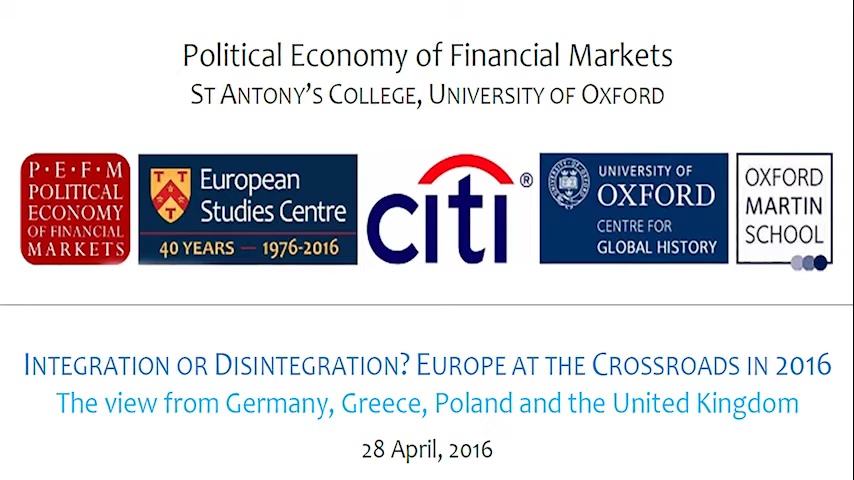 Political Economy of Financial Markets
ST ANTONY'S COLLEGE, UNIVERSITY OF OXFORD
P·E·F·M
POLITICAL
ECONOMY
OF FINANCIAL
MARKETS
European
Studies Centre
40 YEARS — 1976-2016
citi®
UNIVERSITY OF
OXFORD
CENTRE FOR
GLOBAL HISTORY
OXFORD
MARTIN
SCHOOL
INTEGRATION OR DISINTEGRATION? EUROPE AT THE CROSSROADS IN 2016
The view from Germany, Greece, Poland and the United Kingdom
28 April, 2016